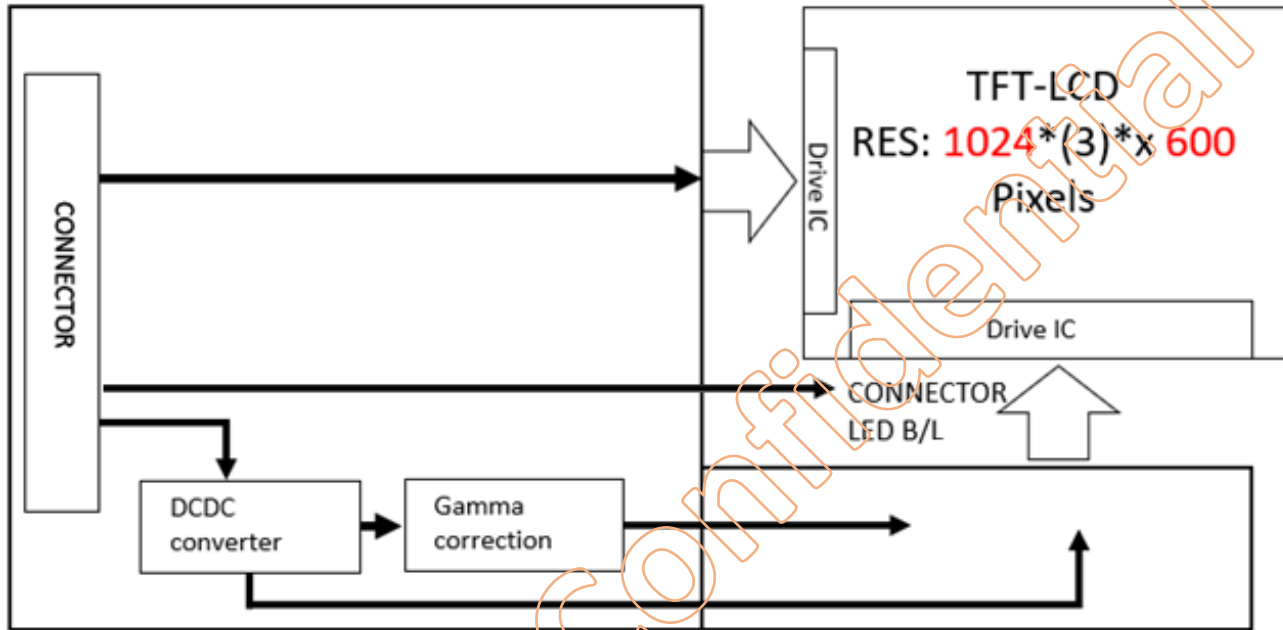 CONNECTOR
Drive IC
TFT-LCD
RES: 1024*(3)*x 600
Pixels
Drive IC
CONNECTOR
LED B/L
DCDC
converter
Gamma
correction
confidential